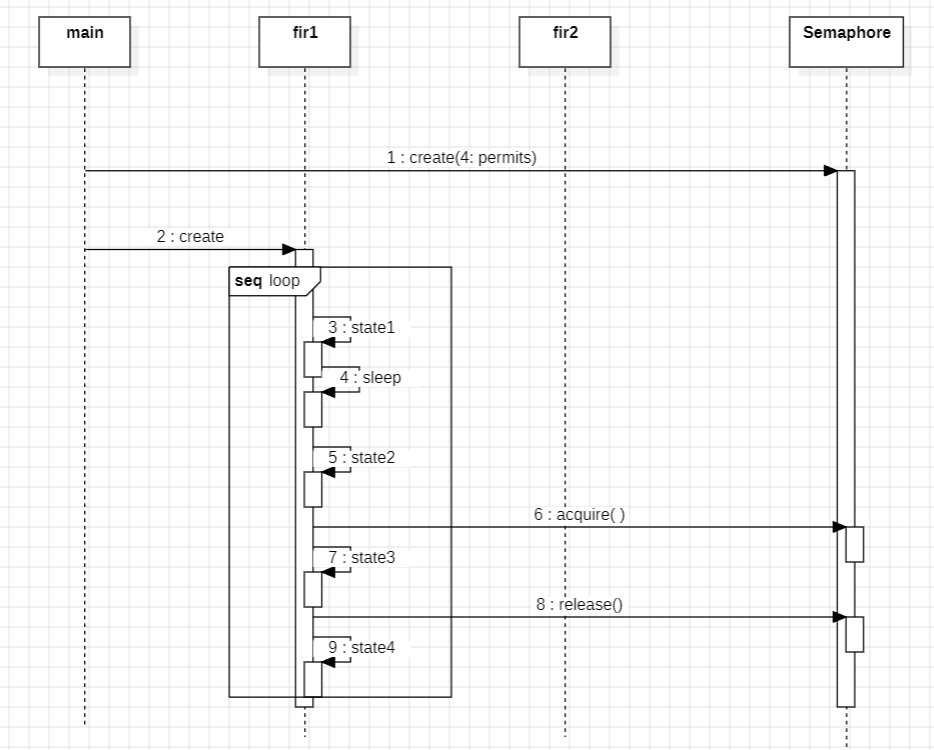 main
fir1
fir2
Semaphore
1 : create(4: permits)
2 : create
seq loop
3 : state1
4 : sleep
5 : state2
6 : acquire( )
7 : state3
8 : release()
9 : state4